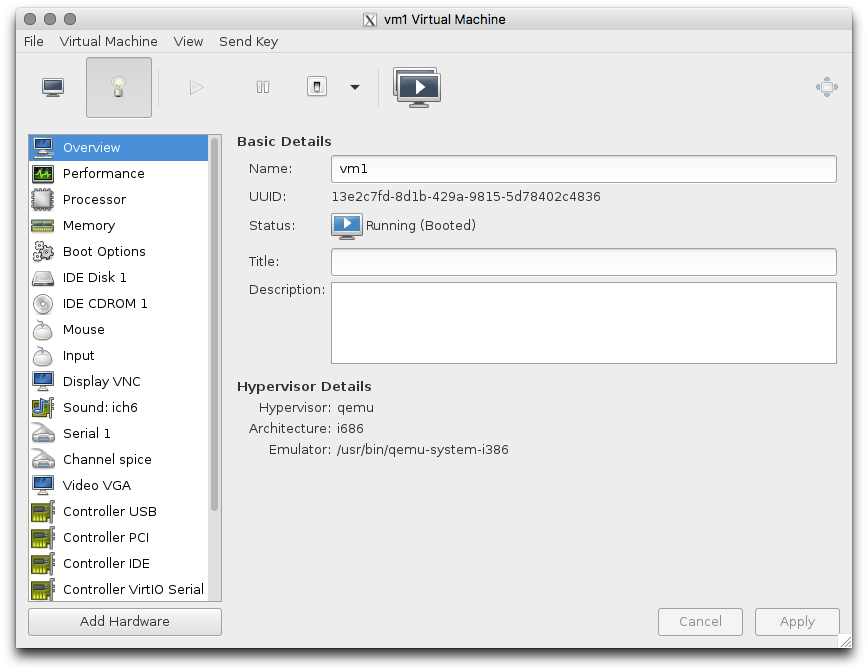 vm1 Virtual Machine
File Virtual Machine View Send Key
Overview
Performance
Processor
Memory
Boot Options
IDE Disk 1
IDE CDROM 1
Mouse
Input
Display VNC
Sound: ich6
Serial 1
Channel spice
Video VGA
Controller USB
Controller PCI
Controller IDE
Controller VirtIO Serial
Add Hardware
Basic Details
Name: vm1
UUID: 13e2c7fd-8d1b-429a-9815-5d78402c4836
Status: Running (Booted)
Title:
Description:
Hypervisor Details
Hypervisor: qemu
Architecture: i686
Emulator: /usr/bin/qemu-system-i386
Cancel Apply